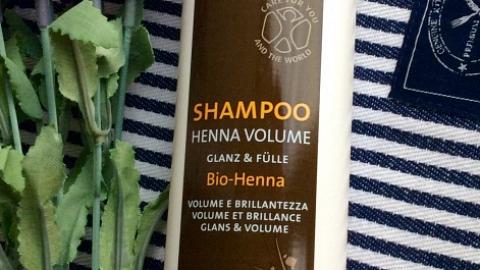 CARE FOR YOU
AND THE WORLD
SHAMPOO
HENNA VOLUME
GLANZ & FÜLLE
Bio-Henna
VOLUME E BRILLANTEZZA
VOLUME ET BRILLANCE
GLANS & VOLUME